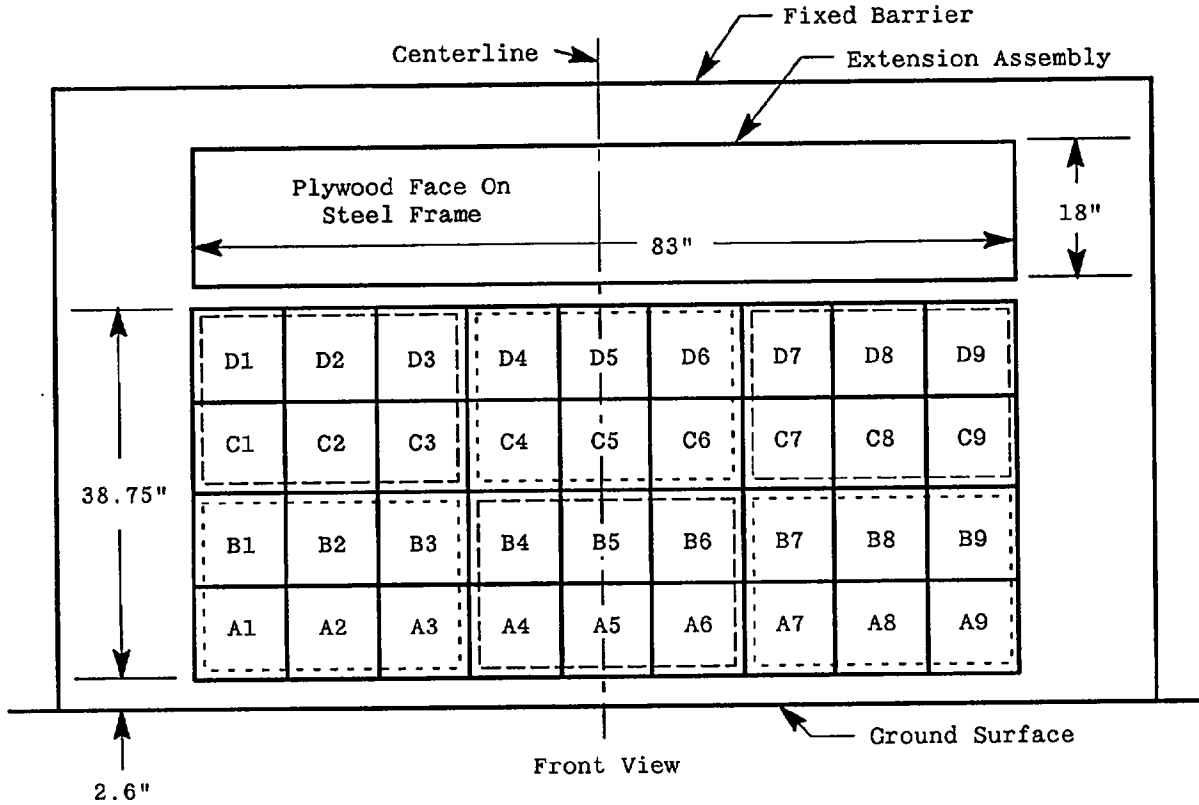 Fixed Barrier
Centerline
Extension Assembly
Plywood Face On
Steel Frame
18"
83"
D1 D2 D3 D4 D5 D6 D7 D8 D9
C1 C2 C3 C4 C5 C6 C7 C8 C9
38.75"
B1 B2 B3 B4 B5 B6 B7 B8 B9
A1 A2 A3 A4 A5 A6 A7 A8 A9
Ground Surface
Front View
2.6"